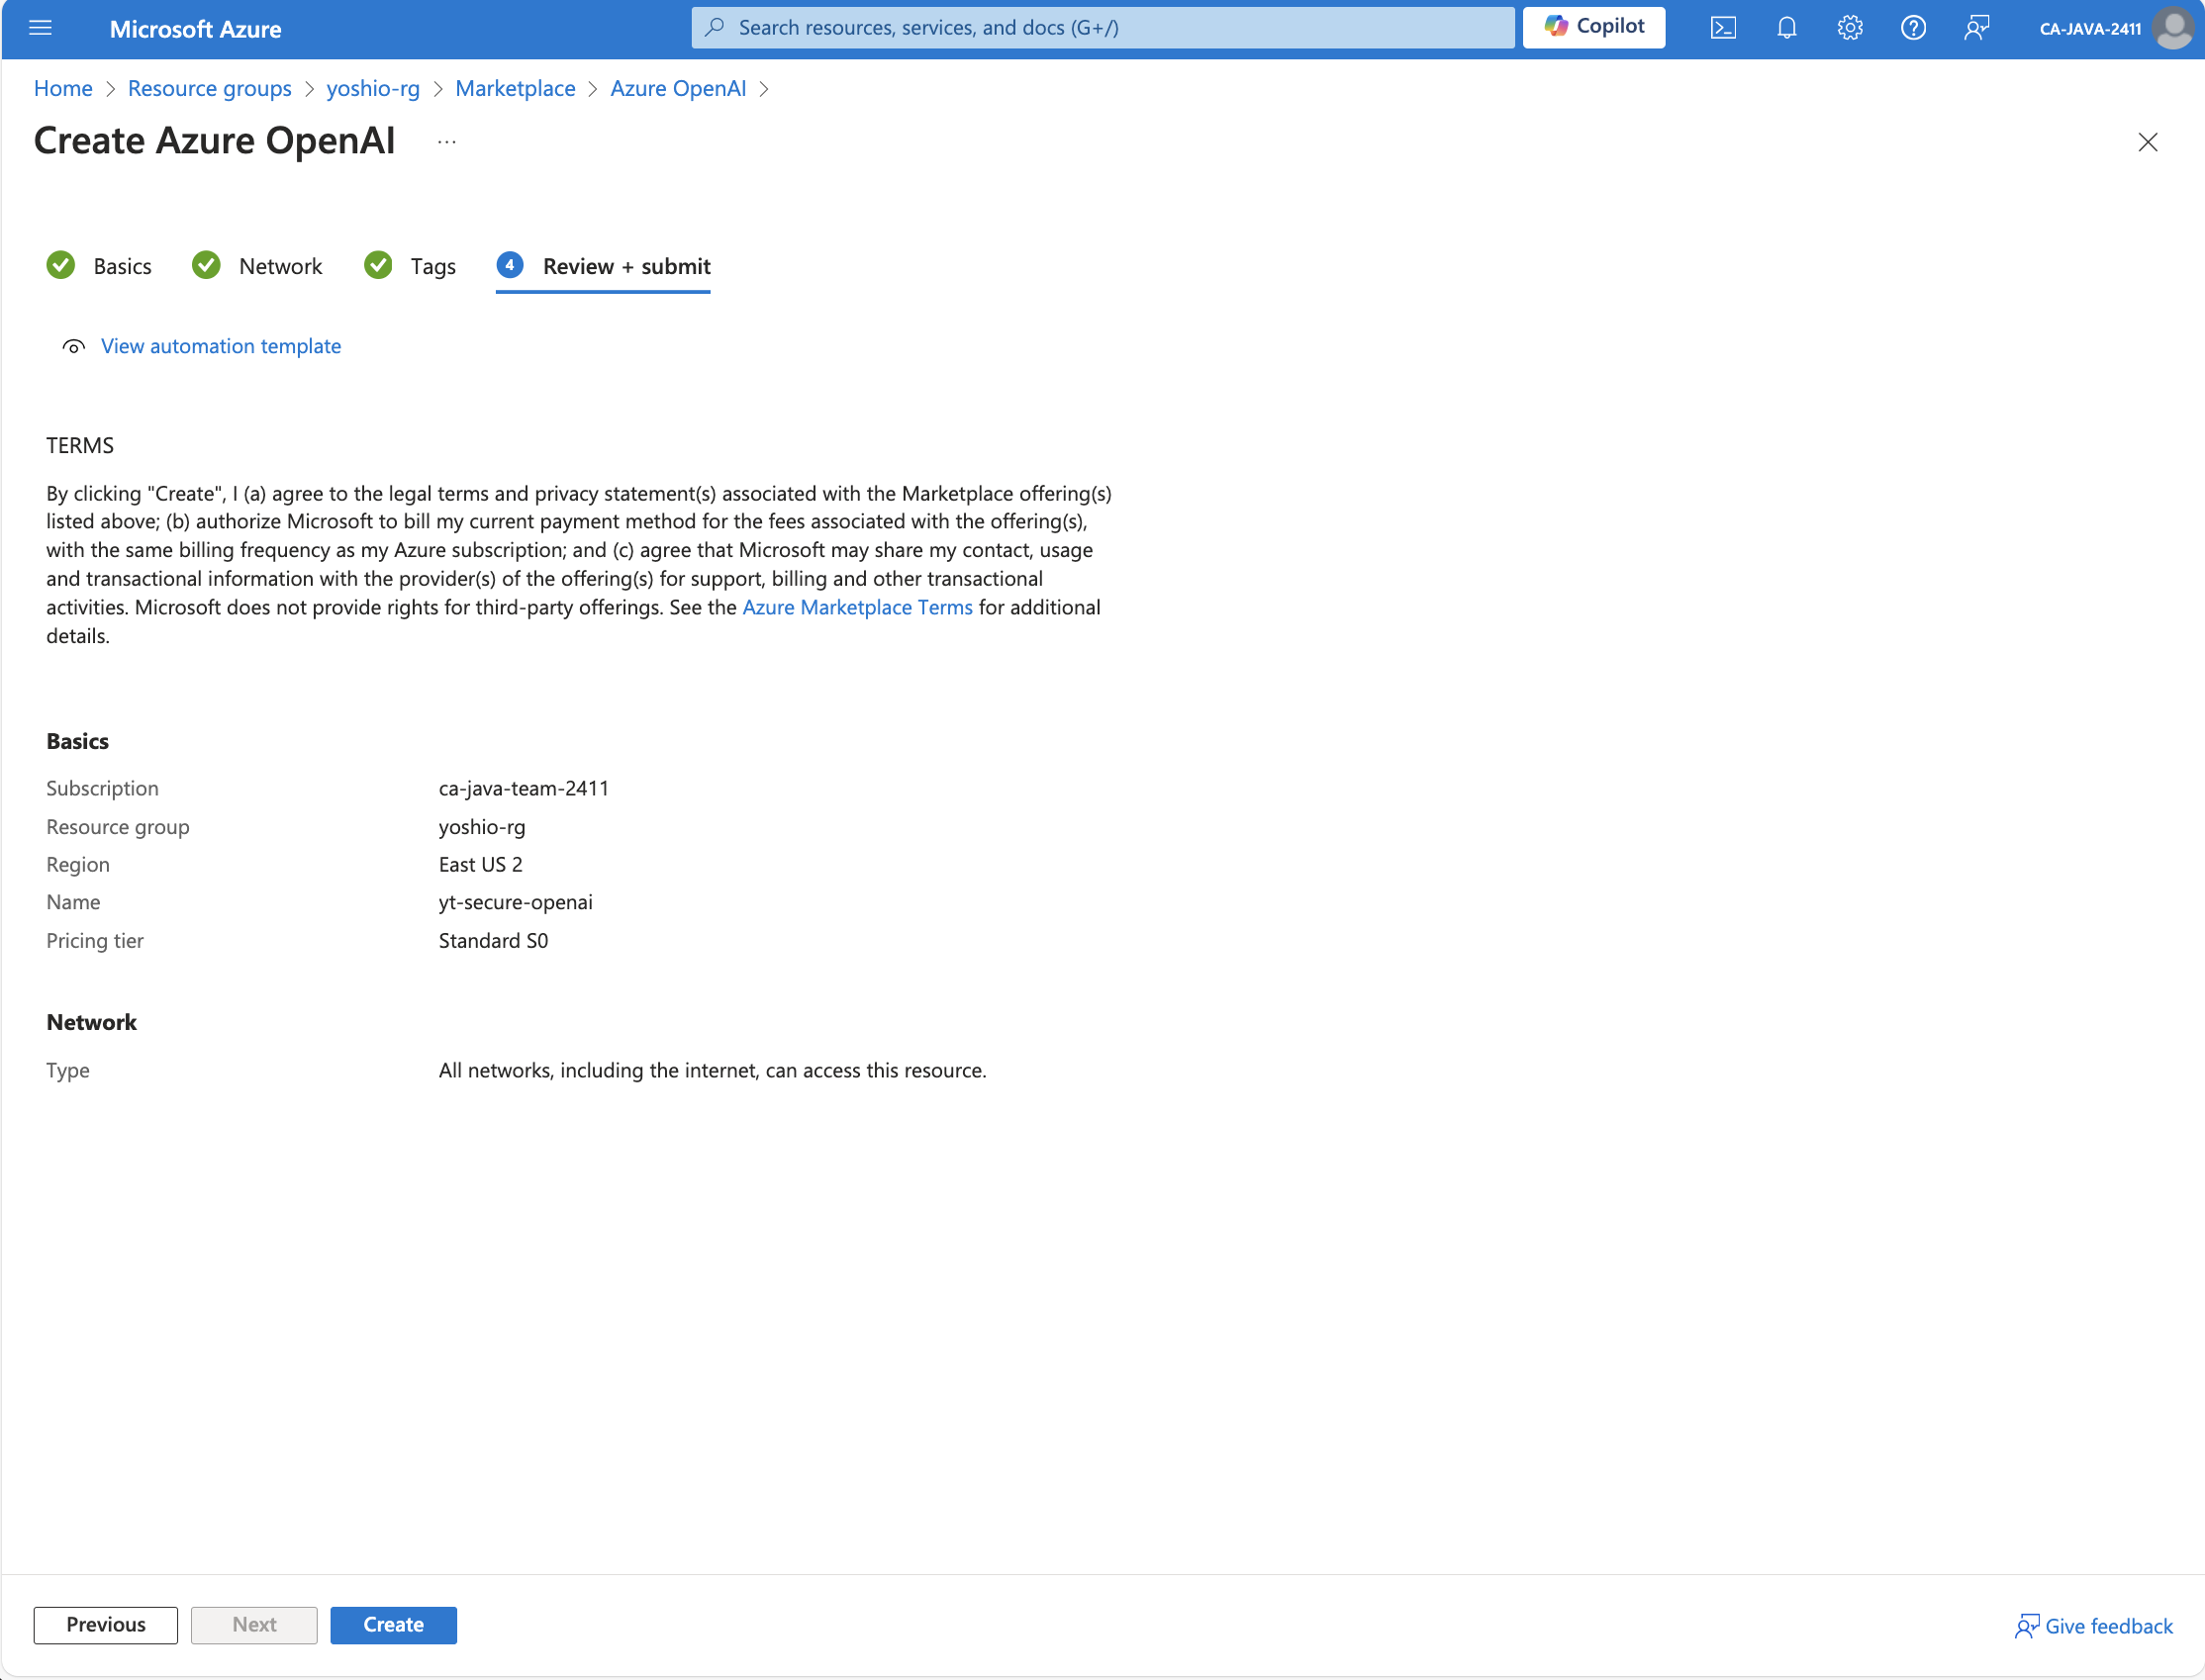 Microsoft Azure
Search resources, services, and docs (G+/)
Copilot
CA-JAVA-2411
Home > Resource groups > yoshio-rg > Marketplace > Azure OpenAI >
Create Azure OpenAI ...
Basics
Network
Tags
4 Review + submit
View automation template
TERMS
By clicking "Create", I (a) agree to the legal terms and privacy statement(s) associated with the Marketplace offering(s)
listed above; (b) authorize Microsoft to bill my current payment method for the fees associated with the offering(s),
with the same billing frequency as my Azure subscription; and (c) agree that Microsoft may share my contact, usage
and transactional information with the provider(s) of the offering(s) for support, billing and other transactional
activities. Microsoft does not provide rights for third-party offerings. See the Azure Marketplace Terms for additional
details.
Basics
Subscription ca-java-team-2411
Resource group yoshio-rg
Region East US 2
Name yt-secure-openai
Pricing tier Standard S0
Network
Type All networks, including the internet, can access this resource.
Previous
Next
Create
Give feedback